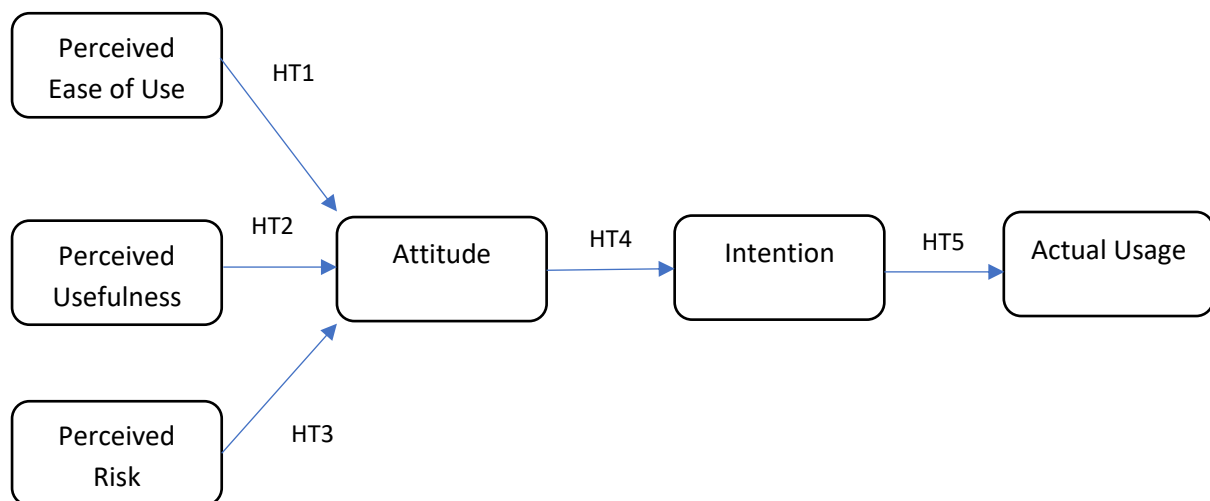 Perceived
Ease of Use
HT1
Perceived
Usefulness
HT2
Attitude
HT4
Intention
HT5
Actual Usage
Perceived
Risk
HT3